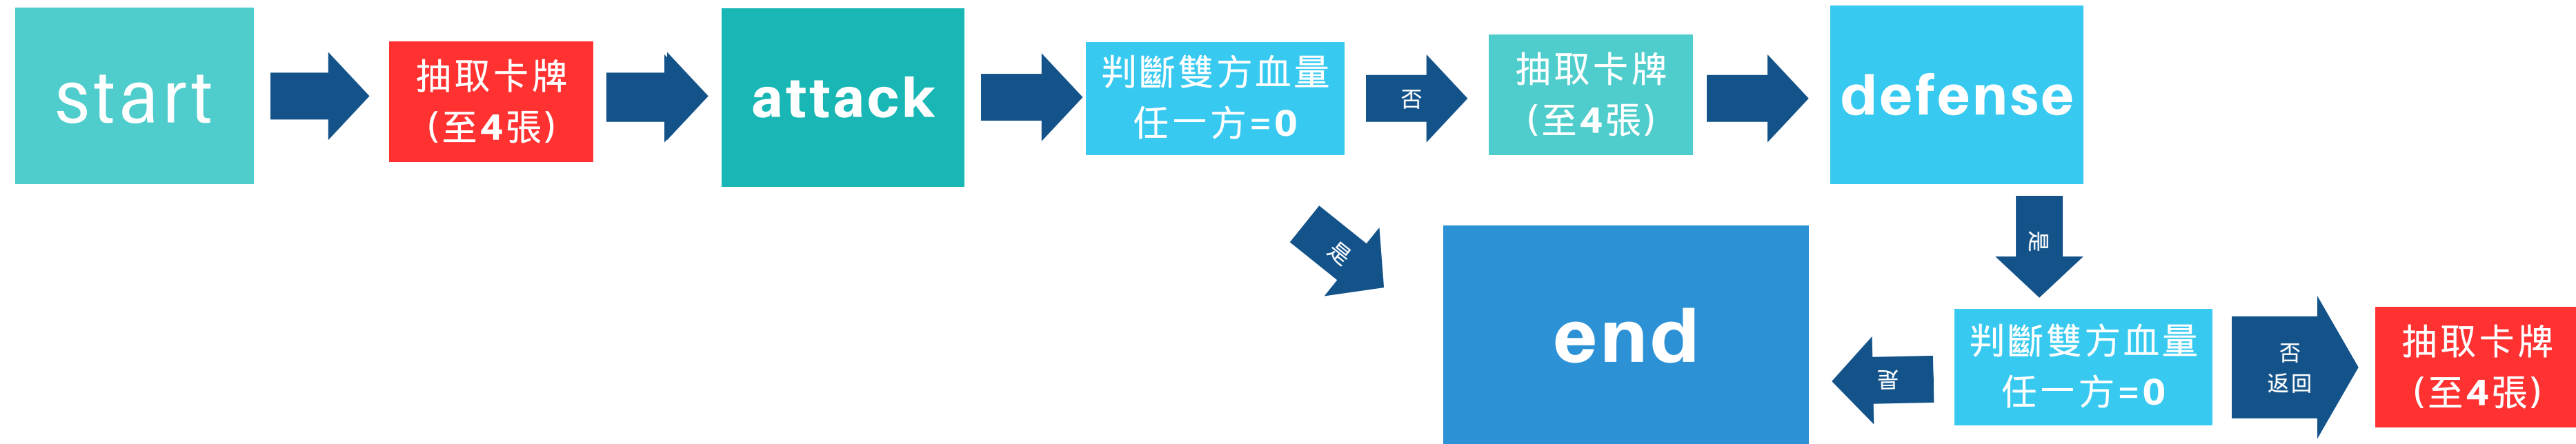 start
抽取卡牌
(至4張)
attack
判斷雙方血量
任一方=0
否
抽取卡牌
(至4張)
defense
是
end
是
是
判斷雙方血量
任一方=0
否
返回
抽取卡牌
(至4張)